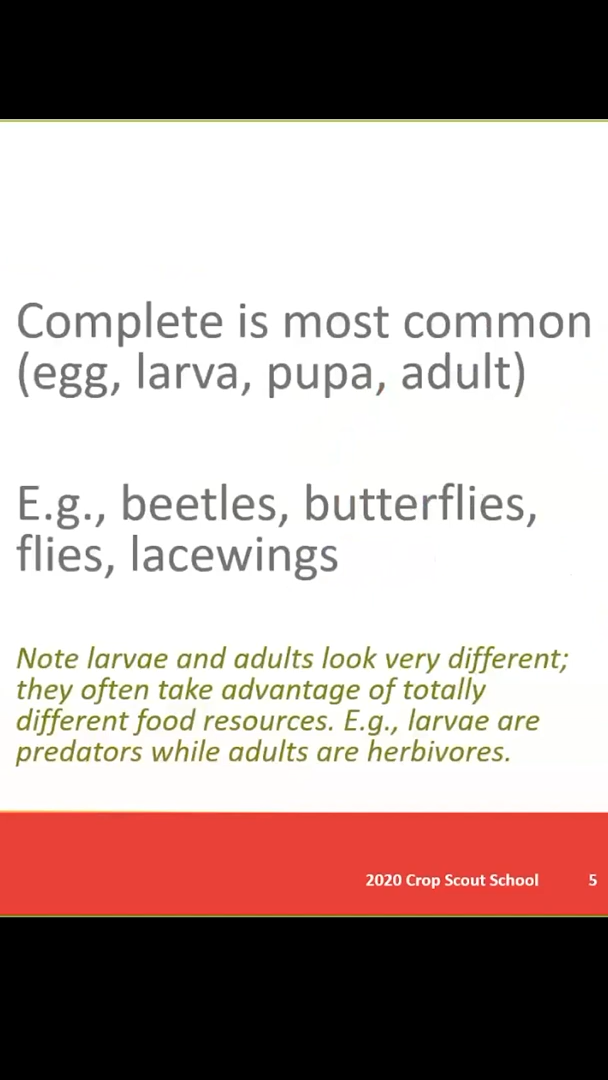 Complete is most common
(egg, larva, pupa, adult)
E.g., beetles, butterflies,
flies, lacewings
Note larvae and adults look very different;
they often take advantage of totally
different food resources. E.g., larvae are
predators while adults are herbivores.
2020 Crop Scout School 5